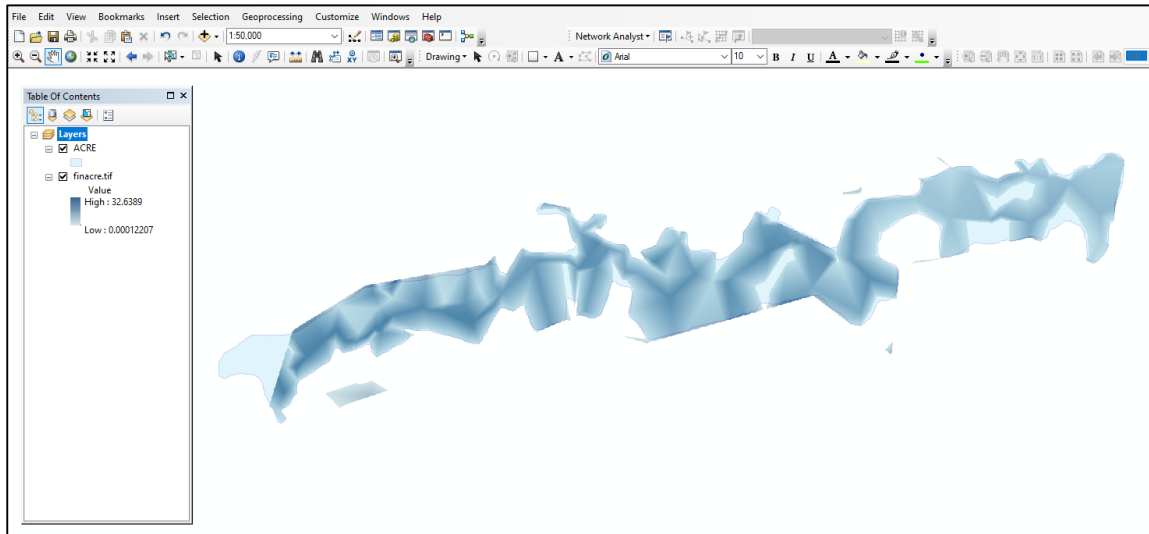 File Edit View Bookmarks Insert Selection Geoprocessing Customize Windows Help
1:50,000 Network Analyst
Drawing Arial 10 B I U A
Table Of Contents
Layers
ACRE
finacre.tif
Value
High : 32.6389
Low : 0.00012207